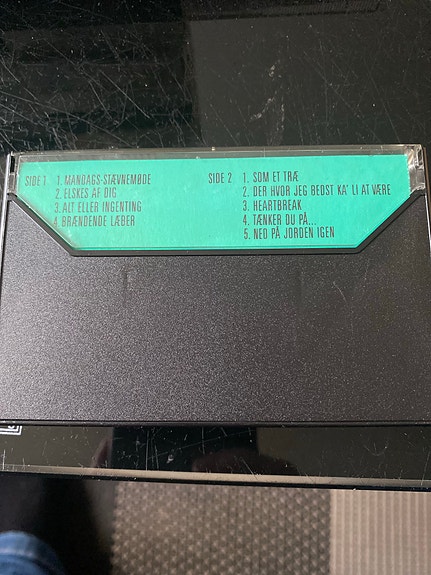 SIDE 1 1. MANDAGS-STÆVNEMØDE
2. ELSKES AF DIG
3. ALT ELLER INGENTING
4. BRÆNDENDE LÆBER
SIDE 2 1. SOM ET TRÆ
2. DER HVOR JEG BEDST KA' LI AT VÆRE
3. HEARTBREAK
4. TÆNKER DU PÅ...
5. NED PÅ JORDEN IGEN